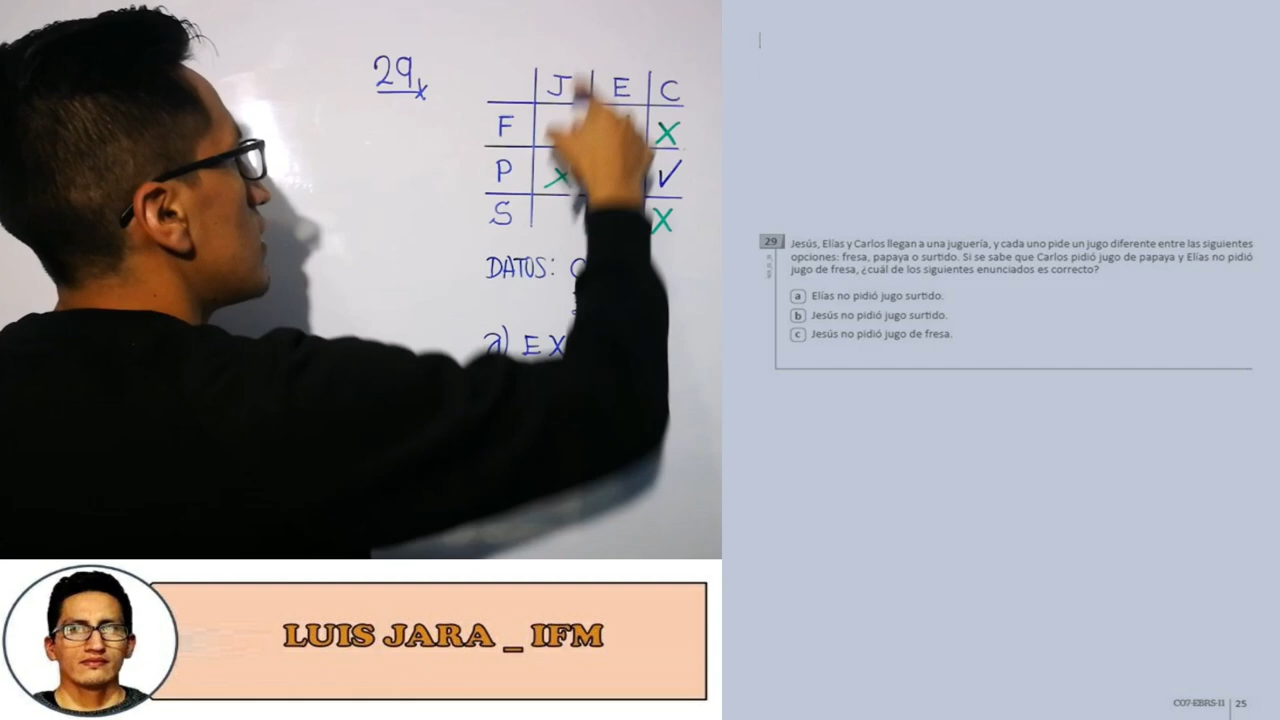 29
J E C
F X
P X ✓
S X
DATOS:
a) E X
LUIS JARA _ IFM
29 Jesús, Elías y Carlos llegan a una juguería, y cada uno pide un jugo diferente entre las siguientes
opciones: fresa, papaya o surtido. Si se sabe que Carlos pidió jugo de papaya y Elías no pidió
jugo de fresa, ¿cuál de los siguientes enunciados es correcto?
a Elías no pidió jugo surtido.
b Jesús no pidió jugo surtido.
c Jesús no pidió jugo de fresa.
C07-EBRS-11 25